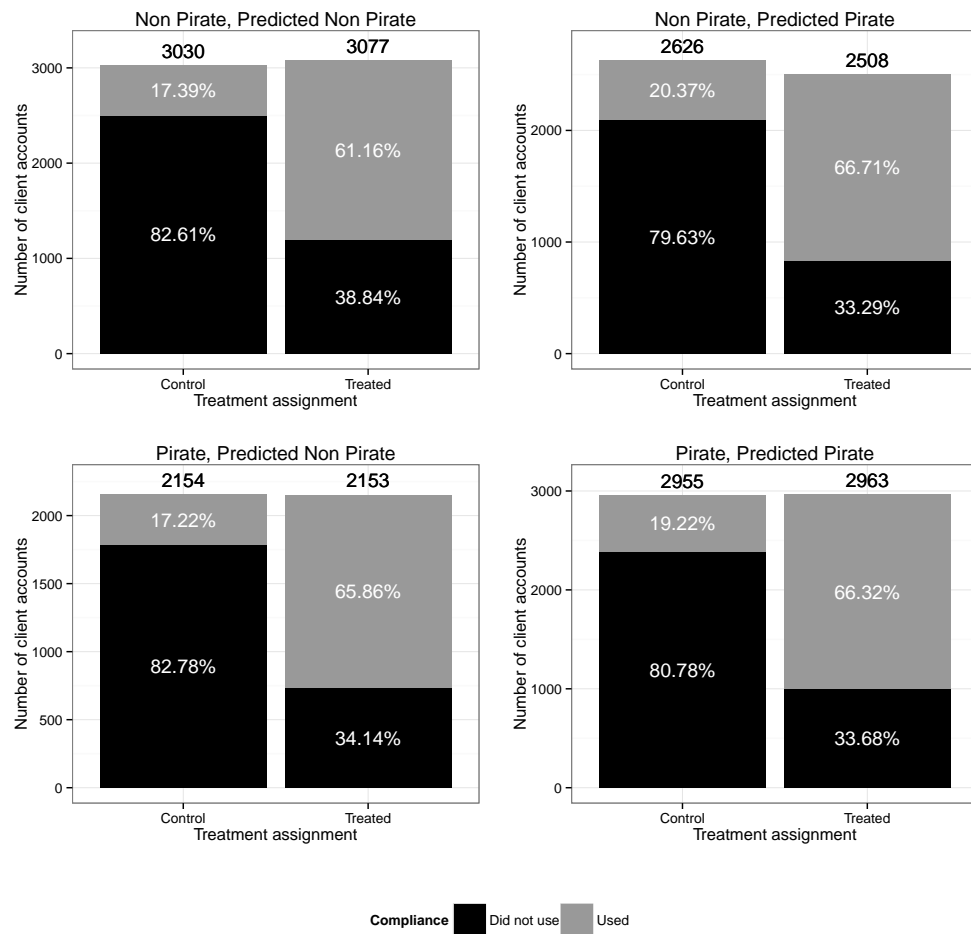 Non Pirate, Predicted Non Pirate
3030
3077
3000
2000
1000
0
Number of client accounts
17.39%
82.61%
61.16%
38.84%
Control
Treated
Treatment assignment
Non Pirate, Predicted Pirate
2626
2508
2000
1000
0
Number of client accounts
20.37%
79.63%
66.71%
33.29%
Control
Treated
Treatment assignment
Pirate, Predicted Non Pirate
2154
2153
2000
1500
1000
500
0
Number of client accounts
17.22%
82.78%
65.86%
34.14%
Control
Treated
Treatment assignment
Pirate, Predicted Pirate
2955
2963
3000
2000
1000
0
Number of client accounts
19.22%
80.78%
66.32%
33.68%
Control
Treated
Treatment assignment
Compliance Did not use Used